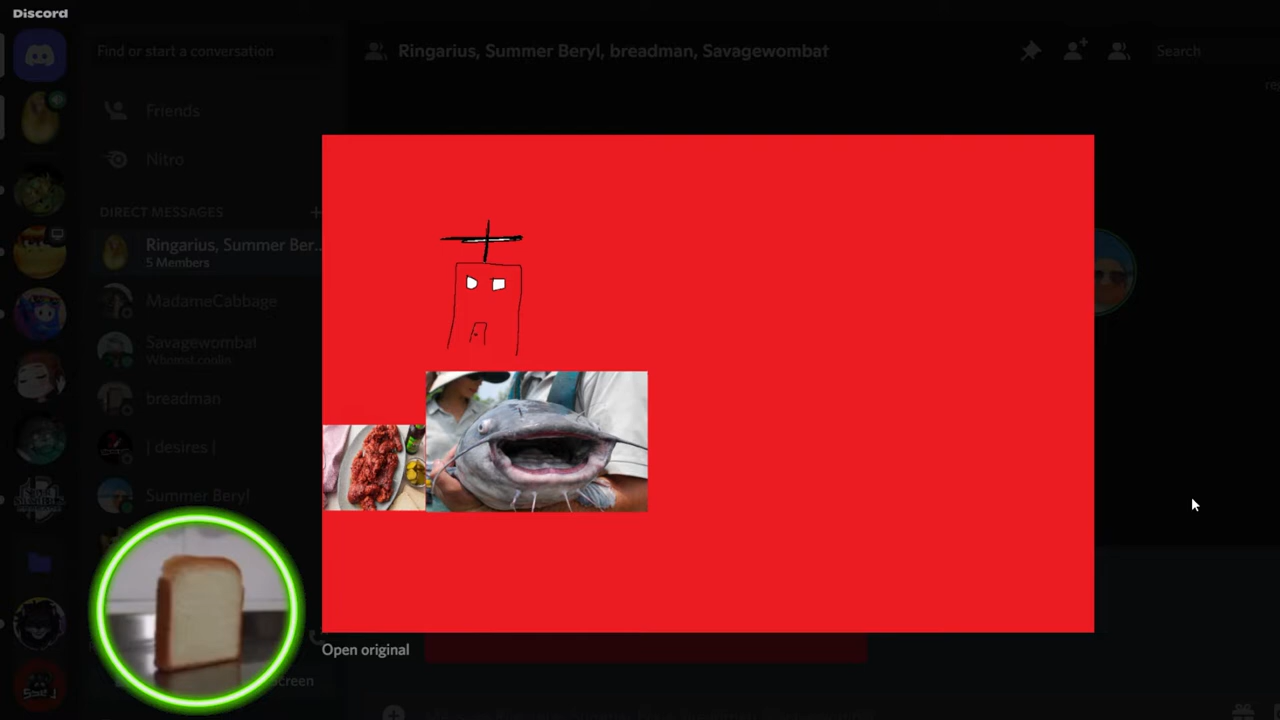 Discord
Find or start a conversation
Ringarius, Summer Beryl, breadman, Savagewombat
Search
Friends
Nitro
DIRECT MESSAGES
Ringarius, Summer Ber...
5 Members
MadameCabbage
Savagewombat
breadman
| desires |
Summer Beryl
Open original